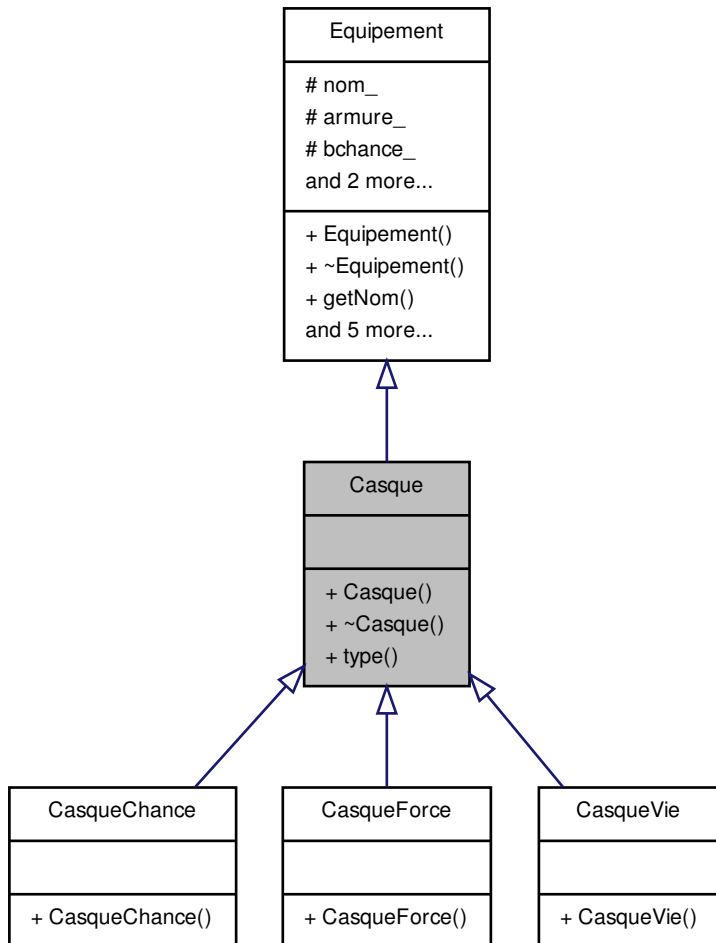 Equipement
# nom_
# armure_
# bchance_
and 2 more...
+ Equipement()
+ ~Equipement()
+ getNom()
and 5 more...
Casque
+ Casque()
+ ~Casque()
+ type()
CasqueChance
+ CasqueChance()
CasqueForce
+ CasqueForce()
CasqueVie
+ CasqueVie()